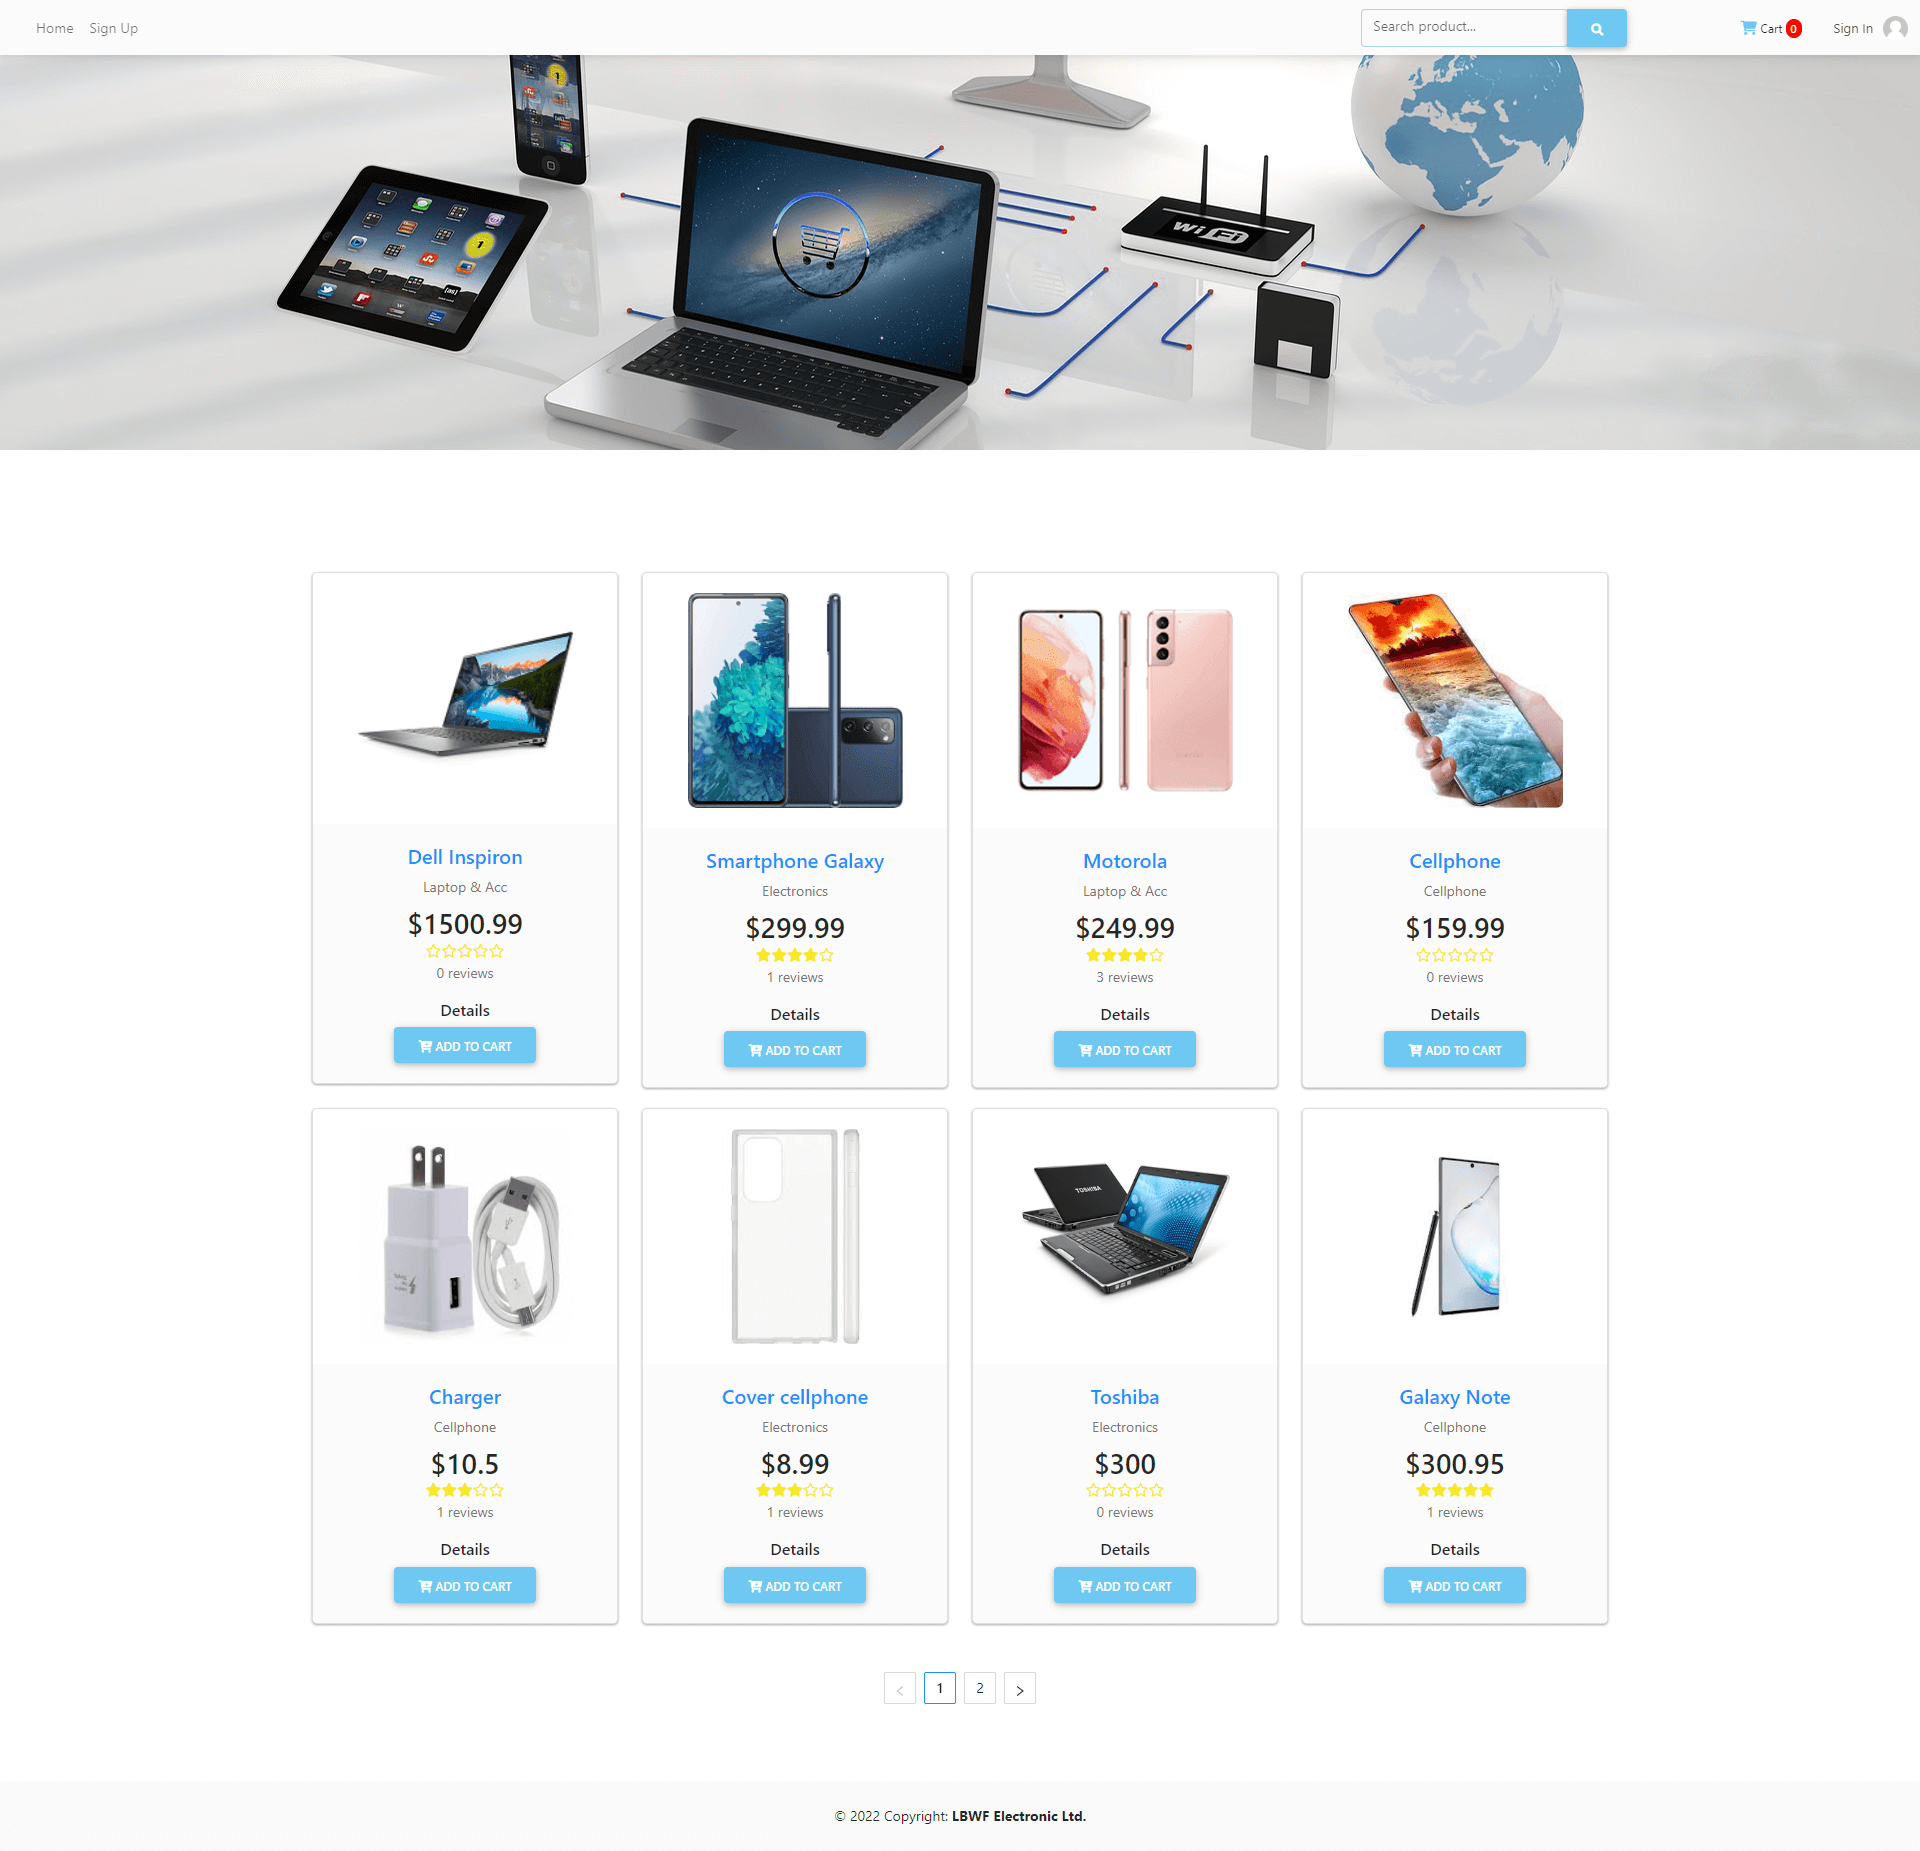 Home Sign Up Search product... Cart 0 Sign In
1
1
WiFi
Dell Inspiron
Laptop & Acc
$1500.99
0 reviews
Details
ADD TO CART
Smartphone Galaxy
Electronics
$299.99
1 reviews
Details
ADD TO CART
Motorola
Laptop & Acc
$249.99
3 reviews
Details
ADD TO CART
Cellphone
Cellphone
$159.99
0 reviews
Details
ADD TO CART
Charger
Cellphone
$10.5
1 reviews
Details
ADD TO CART
Cover cellphone
Electronics
$8.99
1 reviews
Details
ADD TO CART
TOSHIBA
Toshiba
Electronics
$300
0 reviews
Details
ADD TO CART
Galaxy Note
Cellphone
$300.95
1 reviews
Details
ADD TO CART
< 1 2 >
© 2022 Copyright: LBWF Electronic Ltd.